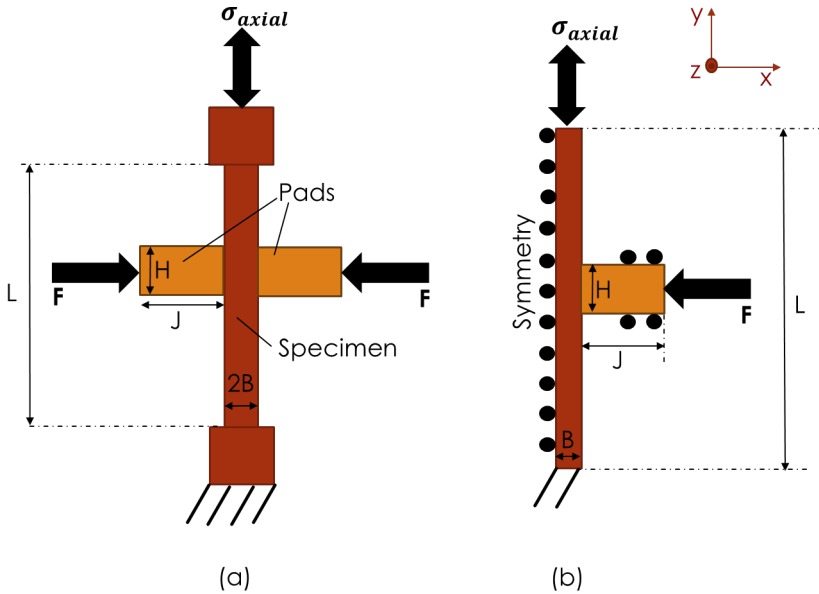 σ_axial
Pads
H
F
F
L
J
Specimen
2B
(a)
σ_axial
y
z
x
Symmetry
H
F
L
J
B
(b)